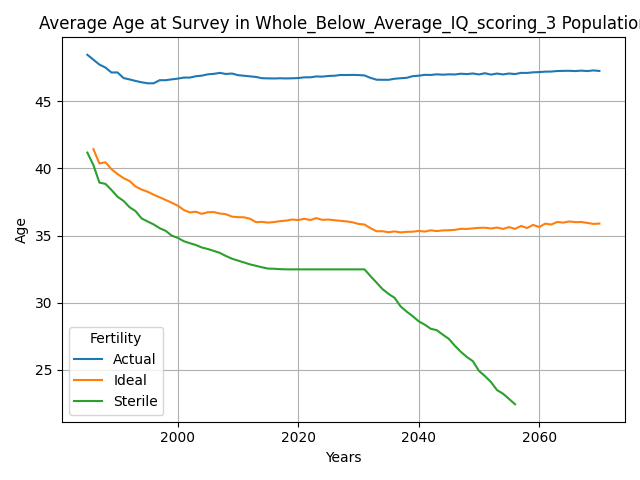 Average Age at Survey in Whole_Below_Average_IQ_scoring_3 Population
45
40
35
30
25
Age
2000 2020 2040 2060
Years
Fertility
Actual
Ideal
Sterile